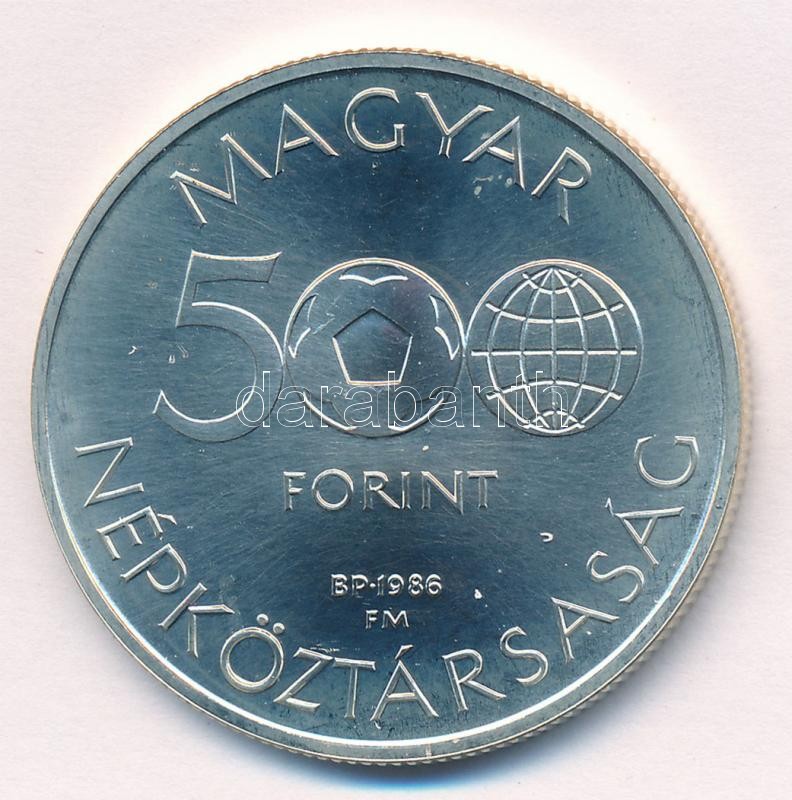 MAGYAR
500
darabanth
FORINT
BP·1986
FM
NÉPKÖZTÁRSASÁG